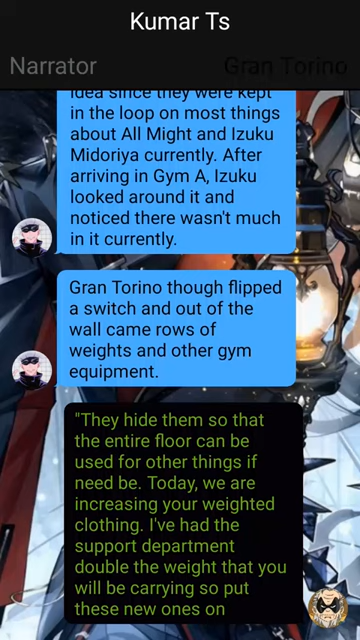 Kumar Ts
Narrator
Gran Torino
idea since they were kept
in the loop on most things
about All Might and Izuku
Midoriya currently. After
arriving in Gym A, Izuku
looked around it and
noticed there wasn't much
in it currently.
Gran Torino though flipped
a switch and out of the
wall came rows of
weights and other gym
equipment.
"They hide them so that
the entire floor can be
used for other things if
need be. Today, we are
increasing your weighted
clothing. I've had the
support department
double the weight that you
will be carrying so put
these new ones on